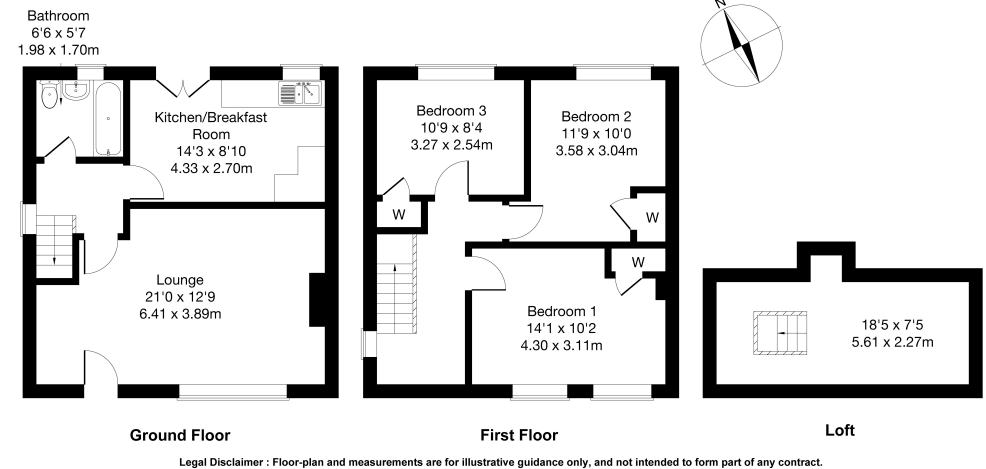 Bathroom
6'6 x 5'7
1.98 x 1.70m
Kitchen/Breakfast
Room
14'3 x 8'10
4.33 x 2.70m
Lounge
21'0 x 12'9
6.41 x 3.89m
Ground Floor
Bedroom 3
10'9 x 8'4
3.27 x 2.54m
Bedroom 2
11'9 x 10'0
3.58 x 3.04m
W
W
W
Bedroom 1
14'1 x 10'2
4.30 x 3.11m
First Floor
N
18'5 x 7'5
5.61 x 2.27m
Loft
Legal Disclaimer : Floor-plan and measurements are for illustrative guidance only, and not intended to form part of any contract.